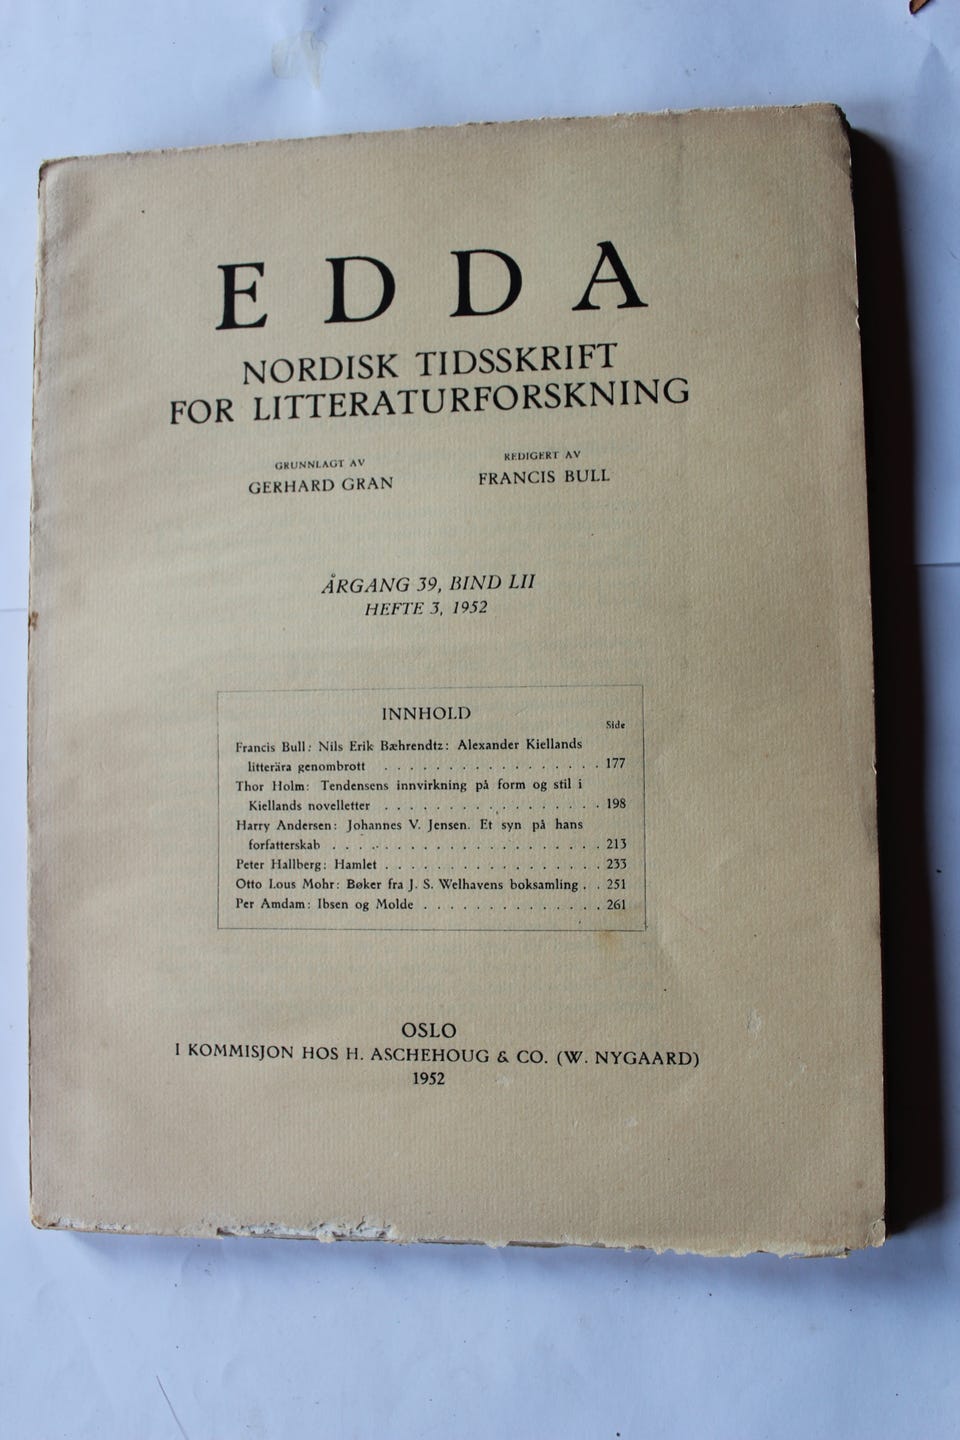 EDDA
NORDISK TIDSSKRIFT
FOR LITTERATURFORSKNING
GRUNNLAGT AV
GERHARD GRAN
REDIGERT AV
FRANCIS BULL
ÅRGANG 39, BIND LII
HEFTE 3, 1952
INNHOLD
Side
Francis Bull: Nils Erik Bæhrendtz: Alexander Kiellands
litterära genombrott . . . . . . . . . . . . . . . . . 177
Thor Holm: Tendensens innvirkning på form og stil i
Kiellands novelletter . . . . . . . . . . . . . . . . . 198
Harry Andersen: Johannes V. Jensen. Et syn på hans
forfatterskab . . . . . . . . . . . . . . . . . . . . . 213
Peter Hallberg: Hamlet . . . . . . . . . . . . . . . . . 233
Otto Lous Mohr: Bøker fra J. S. Welhavens boksamling . . 251
Per Amdam: Ibsen og Molde . . . . . . . . . . . . . . 261
OSLO
I KOMMISJON HOS H. ASCHEHOUG & CO. (W. NYGAARD)
1952